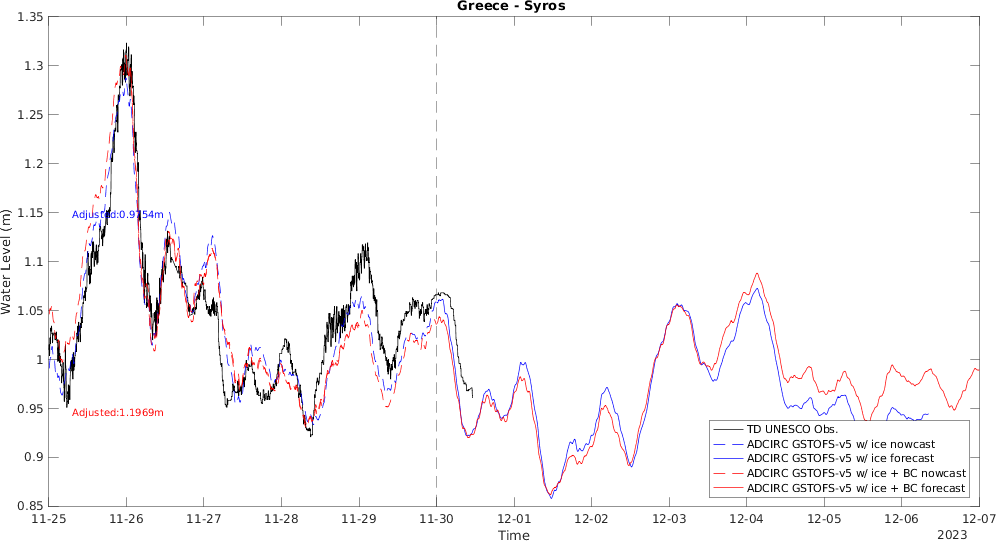 Greece - Syros
Water Level (m)
1.35
1.3
1.25
1.2
1.15
1.1
1.05
1
0.95
0.9
0.85
Adjusted:0.9754m
Adjusted:1.1969m
TD UNESCO Obs.
ADCIRC GSTOFS-v5 w/ ice nowcast
ADCIRC GSTOFS-v5 w/ ice forecast
ADCIRC GSTOFS-v5 w/ ice + BC nowcast
ADCIRC GSTOFS-v5 w/ ice + BC forecast
11-25 11-26 11-27 11-28 11-29 11-30 12-01 12-02 12-03 12-04 12-05 12-06 12-07
Time
2023